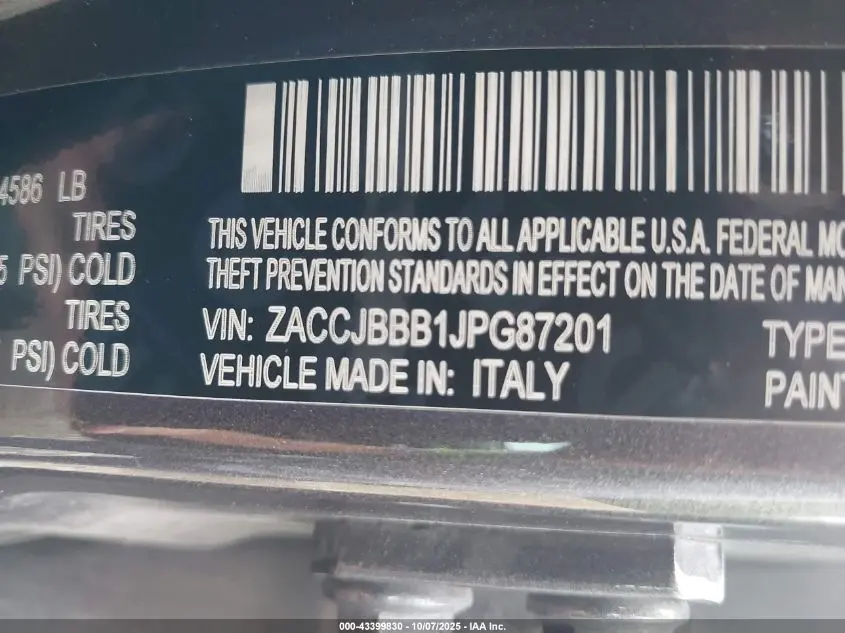 4586 LB
TIRES
5 PSI) COLD
TIRES
PSI) COLD
THIS VEHICLE CONFORMS TO ALL APPLICABLE U.S.A. FEDERAL MO
THEFT PREVENTION STANDARDS IN EFFECT ON THE DATE OF MAN
VIN: ZACCJBBB1JPG87201
TYPE
VEHICLE MADE IN: ITALY
PAINT
000-43399830 - 10/07/2025 - IAA Inc.